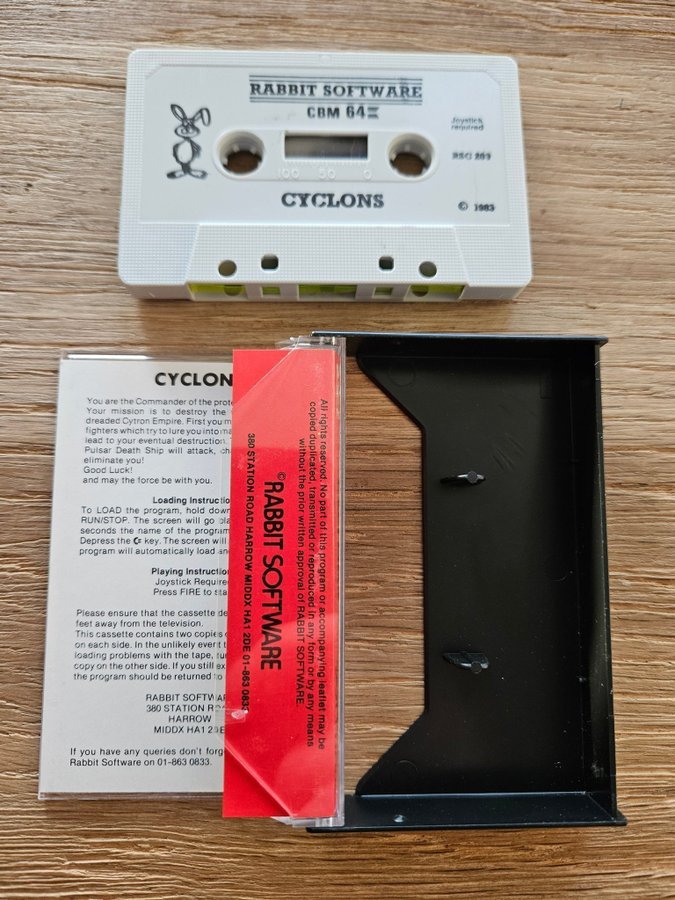 RABBIT SOFTWARE
CBM 64
Joystick
required
RSC 203
100 50 0
CYCLONS
© 1983
CYCLON
You are the Commander of the prote
Your mission is to destroy the
dreaded Cytron Empire. First you m
fighters which try to lure you into ma
lead to your eventual destruction.
Pulsar Death Ship will attack, cha
eliminate you!
Good Luck!
and may the force be with you.
Loading Instructio
To LOAD the program, hold down
RUN/STOP. The screen will go bla
seconds the name of the program
Depress the key. The screen will
program will automatically load an
Playing Instruction
Joystick Require
Press FIRE to sta
Please ensure that the cassette de
feet away from the television.
This cassette contains two copies o
on each side. In the unlikely event t
loading problems with the tape, tu
copy on the other side. If you still ex
the program should be returned to
RABBIT SOFTWA
380 STATION RO
HARROW
MIDDX HA1 2DE
If you have any queries don't forg
Rabbit Software on 01-863 0833.
All rights reserved. No part of this program or accompanying leaflet may be
copied duplicated, transmitted or reproduced in any form or by any means
without the prior written approval of RABBIT SOFTWARE.
© RABBIT SOFTWARE
380 STATION ROAD HARROW MIDDX HA1 2DE 01-863 0833